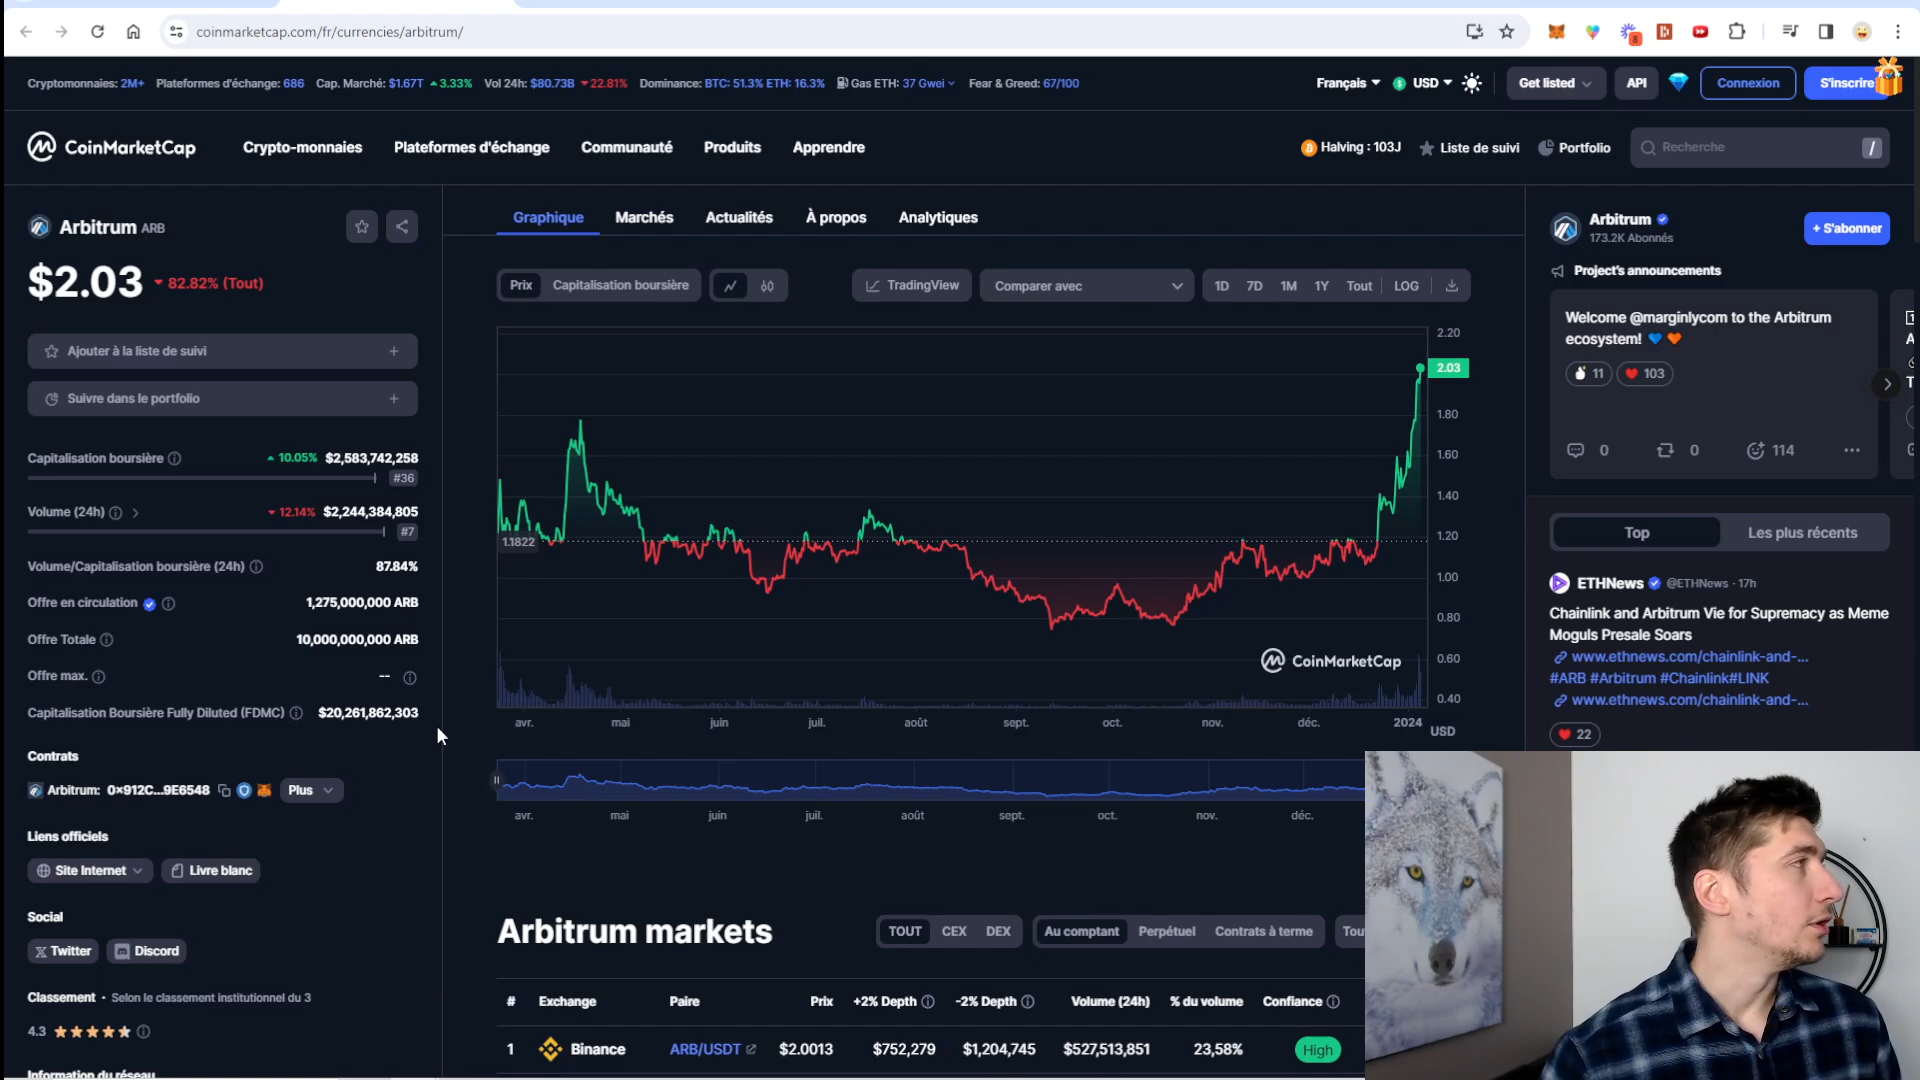 coinmarketcap.com/fr/currencies/arbitrum/
8
Cryptomonnaies: 2M+ Plateformes d'échange: 686 Cap. Marché: $1.67T 3.33% Vol 24h: $80.73B 22.81% Dominance: BTC: 51.3% ETH: 16.3% Gas ETH: 37 Gwei Fear & Greed: 67/100
Français USD Get listed API Connexion S'inscrire
CoinMarketCap Crypto-monnaies Plateformes d'échange Communauté Produits Apprendre
Halving : 103J Liste de suivi Portfolio Recherche /
Arbitrum ARB
$2.03 82.82% (Tout)
Ajouter à la liste de suivi +
Suivre dans le portfolio +
Capitalisation boursière 10.05% $2,583,742,258
#36
Volume (24h) 12.14% $2,244,384,805
#7
Volume/Capitalisation boursière (24h) 87.84%
Offre en circulation 1,275,000,000 ARB
Offre Totale 10,000,000,000 ARB
Offre max. --
Capitalisation Boursière Fully Diluted (FDMC) $20,261,862,303
Contrats
Arbitrum: 0x912C...9E6548 Plus
Liens officiels
Site Internet Livre blanc
Social
Twitter Discord
Classement · Selon le classement institutionnel du 3
4.3
Information du réseau
Graphique Marchés Actualités À propos Analytiques
Prix Capitalisation boursière TradingView Comparer avec 1D 7D 1M 1Y Tout LOG
2.20
2.03
1.80
1.60
1.40
1.20
1.00
0.80
0.60
0.40
1.1822
CoinMarketCap
avr. mai juin juil. août sept. oct. nov. déc. 2024
USD
avr. mai juin juil. août sept. oct. nov. déc.
Arbitrum markets TOUT CEX DEX Au comptant Perpétuel Contrats à terme Tou
# Exchange Paire Prix +2% Depth -2% Depth Volume (24h) % du volume Confiance
1 Binance ARB/USDT $2.0013 $752,279 $1,204,745 $527,513,851 23,58% High
Arbitrum
173.2K Abonnés
+ S'abonner
Project's announcements
Welcome @marginlycom to the Arbitrum
ecosystem!
11 103
0 0 114
Top Les plus récents
ETHNews @ETHNews · 17h
Chainlink and Arbitrum Vie for Supremacy as Meme
Moguls Presale Soars
www.ethnews.com/chainlink-and-...
#ARB #Arbitrum #Chainlink#LINK
www.ethnews.com/chainlink-and-...
22